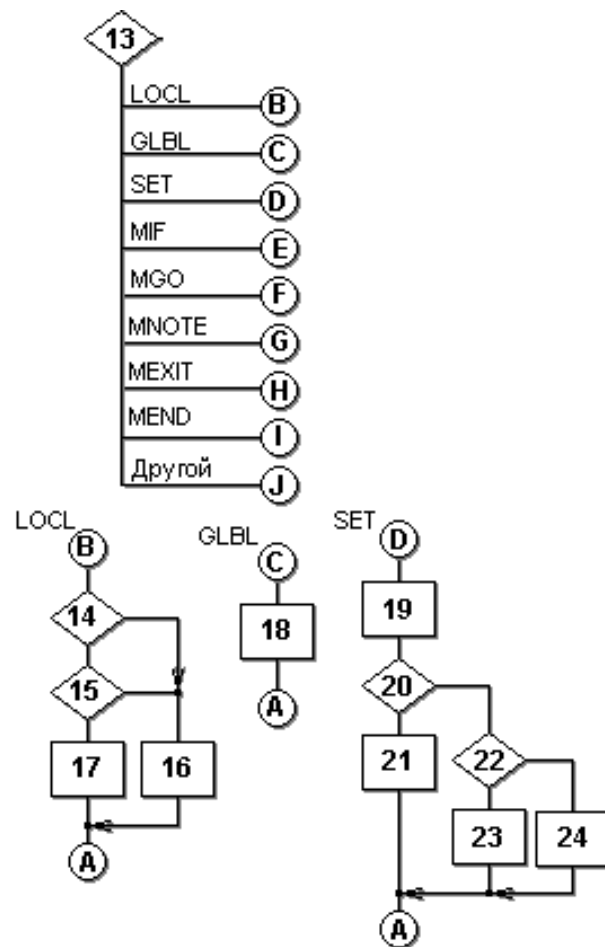 13
LOCL B
GLBL C
SET D
MIF E
MGO F
MNOTE G
MEXIT H
MEND I
Другой J
LOCL GLBL SET
B C D
14 18 19
15 20
17 16 21 22
A 23 24
A
A